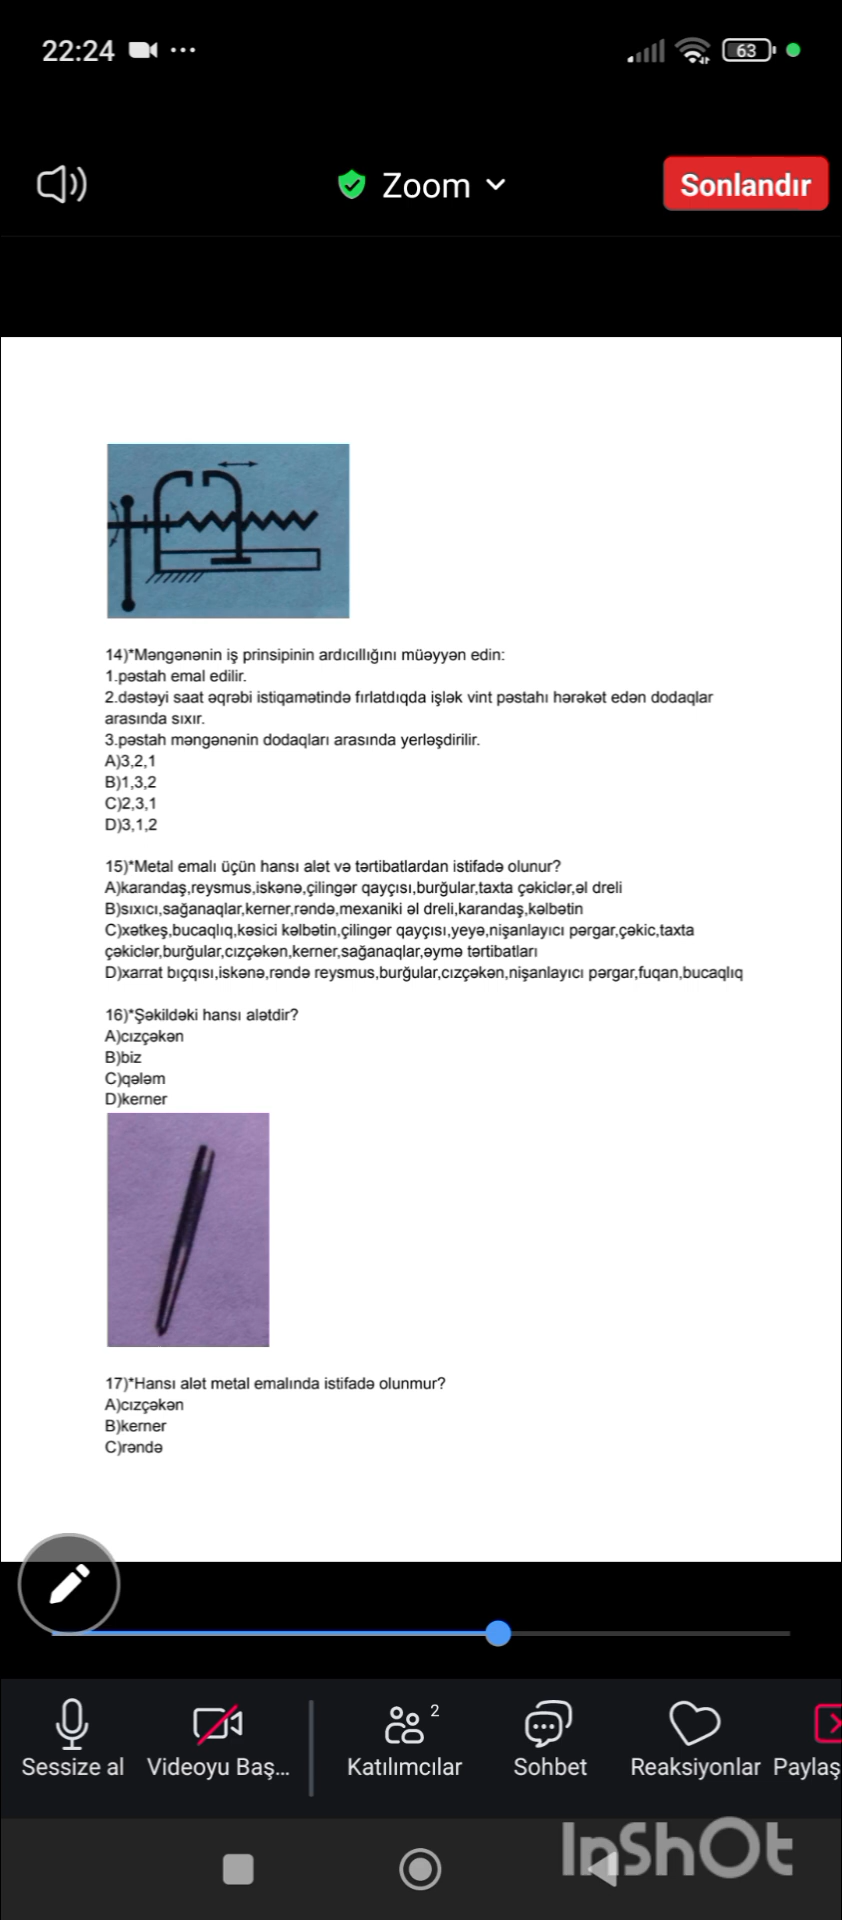 22:24
63
Zoom
Sonlandır
14)*Məngənənin iş prinsipinin ardıcıllığını müəyyən edin:
1.pəstah emal edilir.
2.dəstəyi saat əqrəbi istiqamətində fırlatdıqda işlək vint pəstahı hərəkət edən dodaqlar
arasında sıxır.
3.pəstah məngənənin dodaqları arasında yerləşdirilir.
A)3,2,1
B)1,3,2
C)2,3,1
D)3,1,2
15)*Metal emalı üçün hansı alət və tərtibatlardan istifadə olunur?
A)karandaş,reysmus,iskənə,çilingər qayçısı,burğular,taxta çəkiclər,əl dreli
B)sıxıcı,sağanaqlar,kerner,rəndə,mexaniki əl dreli,karandaş,kəlbətin
C)xətkeş,bucaqlıq,kəsici kəlbətin,çilingər qayçısı,yeyə,nişanlayıcı pərgar,çəkic,taxta
çəkiclər,burğular,cızçəkən,kerner,sağanaqlar,əymə tərtibatları
D)xarrat bıçqısı,iskənə,rəndə reysmus,burğular,cızçəkən,nişanlayıcı pərgar,fuqan,bucaqlıq
16)*Şəkildəki hansı alətdir?
A)cızçəkən
B)biz
C)qələm
D)kerner
17)*Hansı alət metal emalında istifadə olunmur?
A)cızçəkən
B)kerner
C)rəndə
2
Sessize al
Videoyu Baş...
Katılımcılar
Sohbet
Reaksiyonlar
Paylaş
InShOt